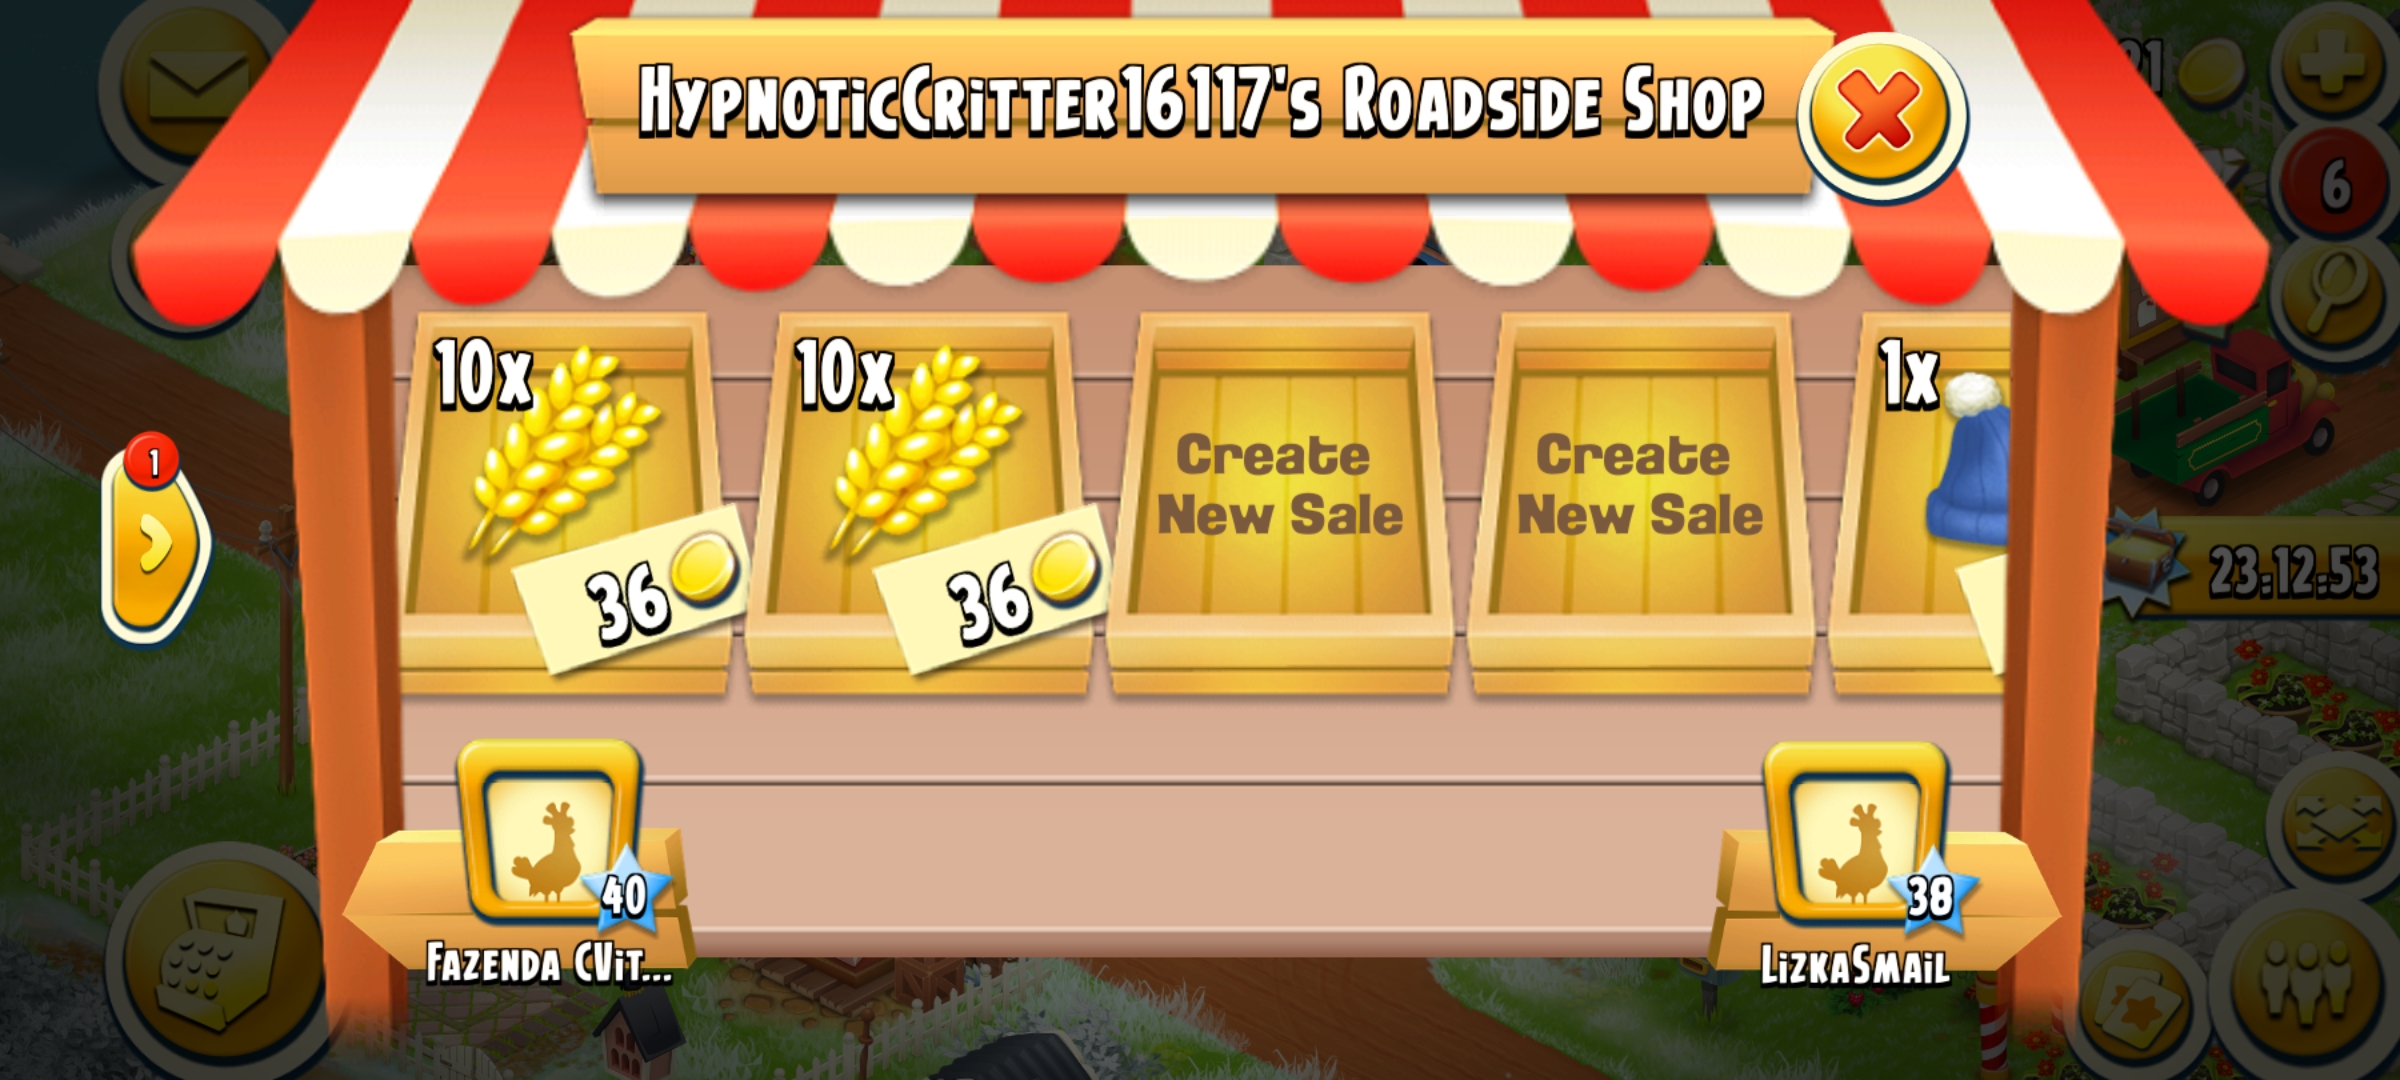 HypnoticCritter16117's Roadside Shop
6
1
10x
10x
1x
Create
New Sale
Create
New Sale
36
36
23:12:53
40
38
Fazenda CVit...
LizkaSmail